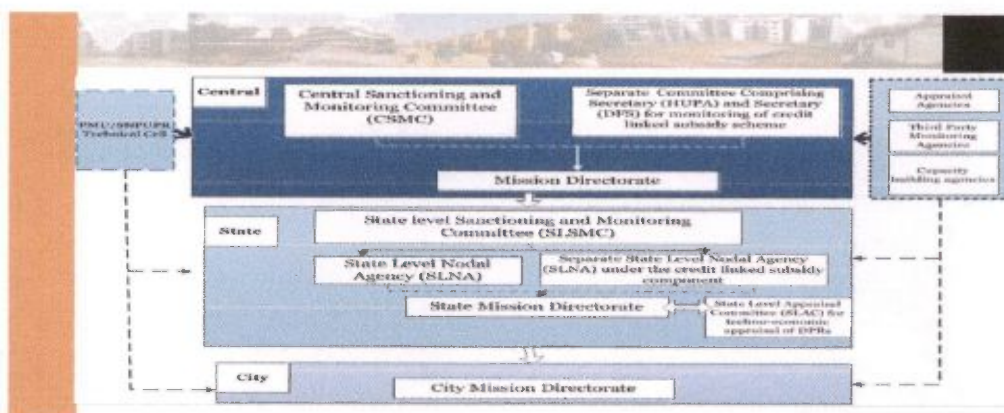 Central
Central Sanctioning and
Monitoring Committee
(CSMC)
Separate Committee Comprising
Secretary (HUPA) and Secretary
(DFS) for monitoring of credit
linked subsidy scheme
Mission Directorate
Technical Cell
Appraisal
Agencies
Third Party
Monitoring
Agencies
Capacity
building agencies
State
State level Sanctioning and Monitoring
Committee (SLSMC)
State Level Nodal
Agency (SLNA)
Separate State Level Nodal Agency
(SLNA) under the credit linked subsidy
component
State Mission Directorate
State Level Appraisal
Committee (SLAC) for
techno-economic
appraisal of DPRs
City
City Mission Directorate